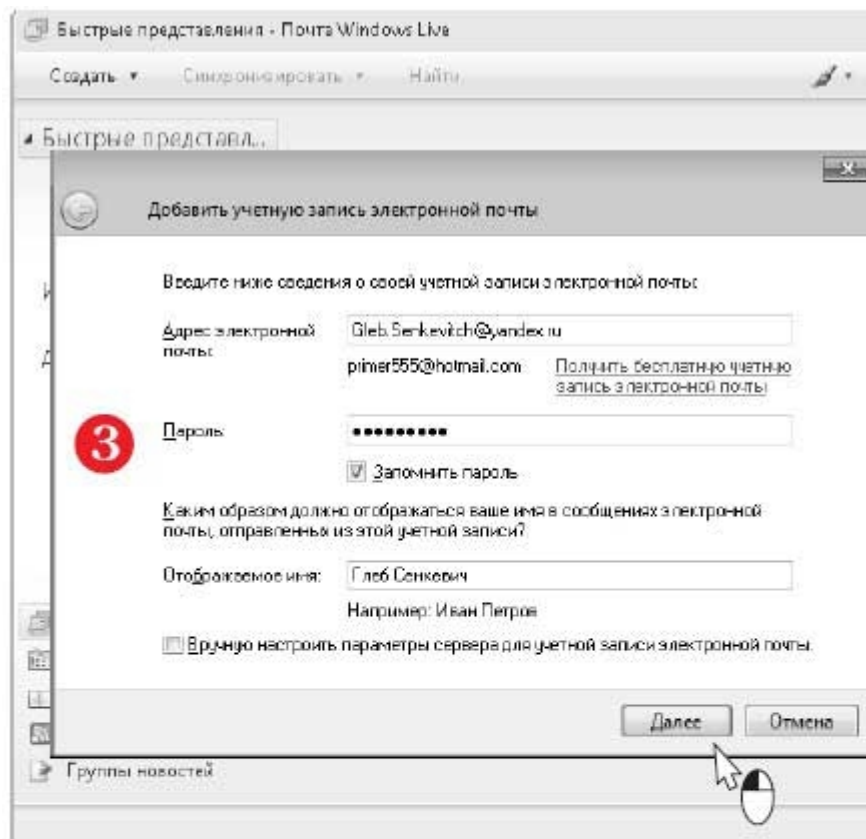 Быстрые представления - Почта Windows Live
Создать Синхронизировать Найти
Быстрые представл...
Добавить учетную запись электронной почты
Введите ниже сведения о своей учетной записи электронной почты:
Адрес электронной
почты:
Gleb.Senkevitch@yandex.ru
primer555@hotmail.com
Получить бесплатную учетную
запись электронной почты
3
Пароль:
•••••••••
Запомнить пароль
Каким образом должно отображаться ваше имя в сообщениях электронной
почты, отправленных из этой учетной записи?
Отображаемое имя:
Глеб Сенкевич
Например: Иван Петров
Вручную настроить параметры сервера для учетной записи электронной почты.
Далее Отмена
Группы новостей